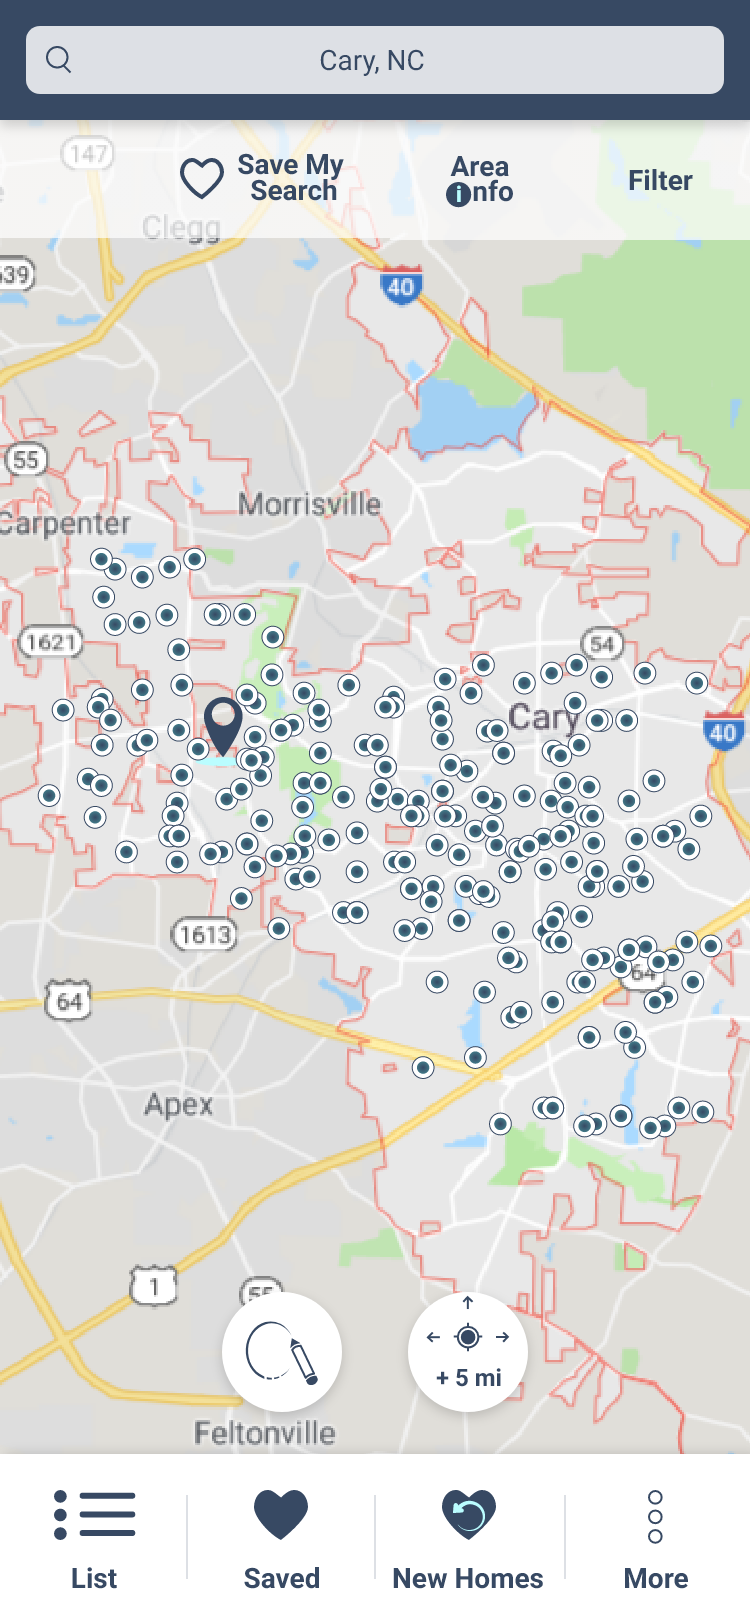 Cary, NC
147
Save My
Search
Area
info
Filter
Clegg
40
55
Morrisville
Carpenter
1621
54
Cary
40
1613
64
64
Apex
1
55
+ 5 mi
Feltonville
List
Saved
New Homes
More